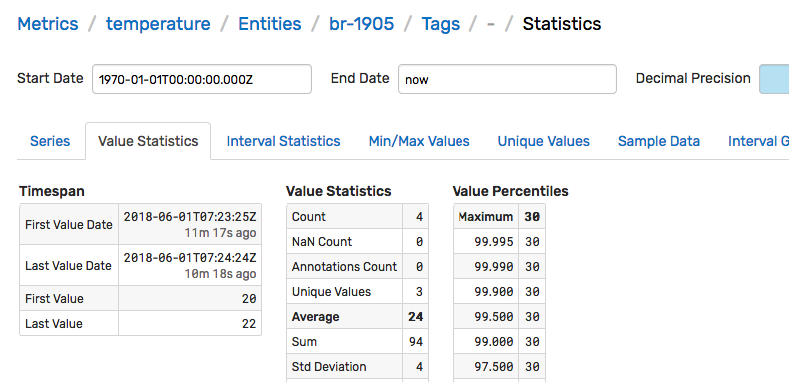 Metrics / temperature / Entities / br-1905 / Tags / - / Statistics
Start Date 1970-01-01T00:00:00.000Z End Date now Decimal Precision
Series Value Statistics Interval Statistics Min/Max Values Unique Values Sample Data Interval G
Timespan
First Value Date 2018-06-01T07:23:25Z
11m 17s ago
Last Value Date 2018-06-01T07:24:24Z
10m 18s ago
First Value 20
Last Value 22
Value Statistics
Count 4
NaN Count 0
Annotations Count 0
Unique Values 3
Average 24
Sum 94
Std Deviation 4
Value Percentiles
Maximum 30
99.995 30
99.990 30
99.900 30
99.500 30
99.000 30
97.500 30